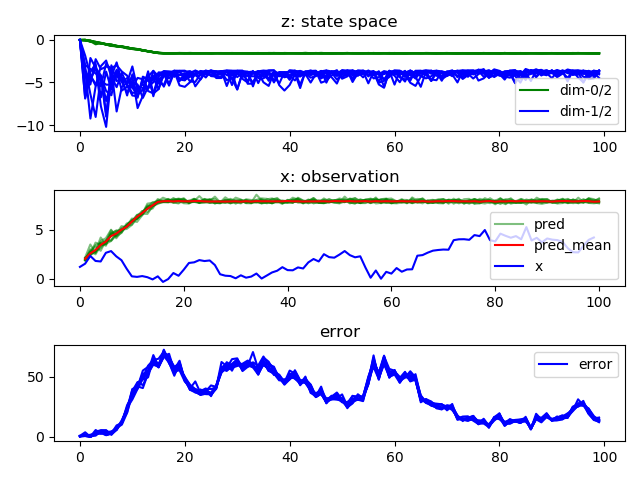 z: state space
0
−5
−10
dim-0/2
dim-1/2
0 20 40 60 80 100
x: observation
5
0
pred
pred_mean
x
0 20 40 60 80 100
error
50
0
error
0 20 40 60 80 100